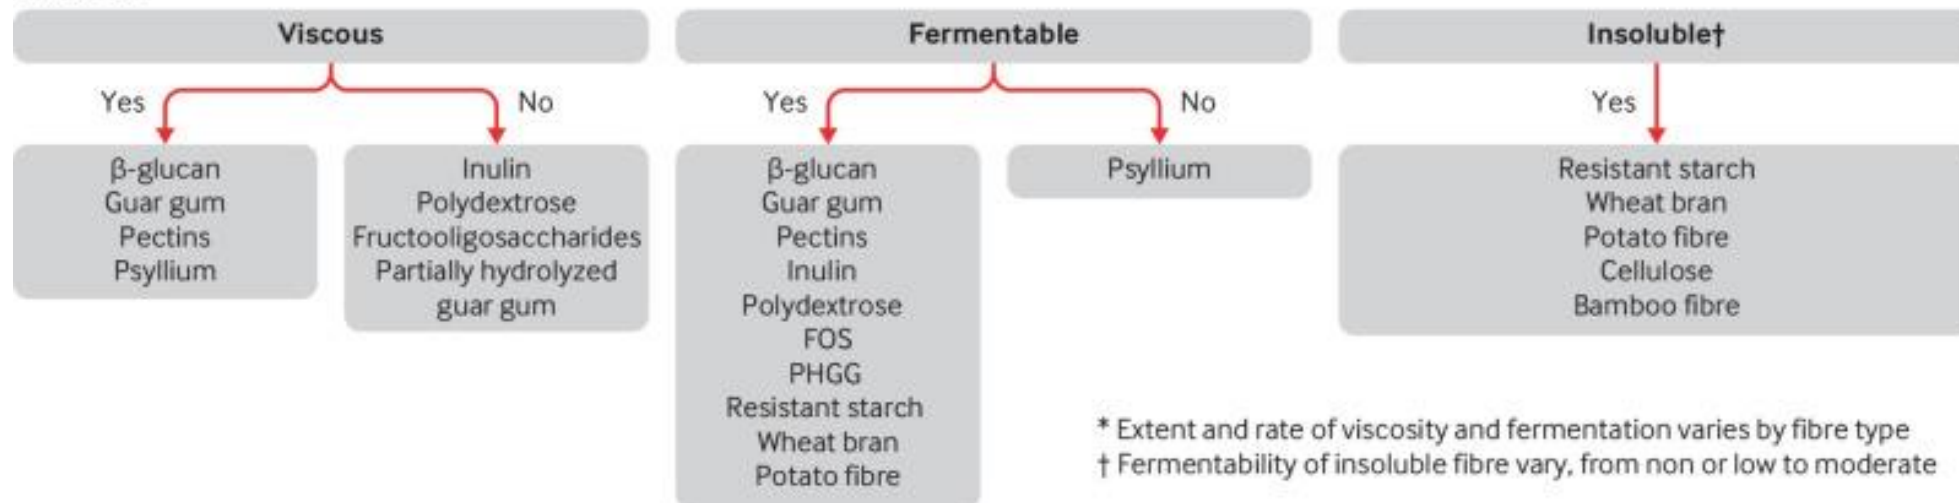 Viscous
Yes
No
β-glucan
Guar gum
Pectins
Psyllium
Inulin
Polydextrose
Fructooligosaccharides
Partially hydrolyzed
guar gum
Fermentable
Yes
No
β-glucan
Guar gum
Pectins
Inulin
Polydextrose
FOS
PHGG
Resistant starch
Wheat bran
Potato fibre
Psyllium
Insoluble†
Yes
Resistant starch
Wheat bran
Potato fibre
Cellulose
Bamboo fibre
* Extent and rate of viscosity and fermentation varies by fibre type
† Fermentability of insoluble fibre vary, from non or low to moderate